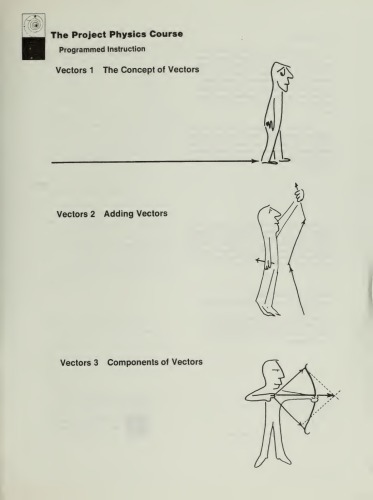 The Project Physics Course
Programmed Instruction
Vectors 1 The Concept of Vectors
Vectors 2 Adding Vectors
Vectors 3 Components of Vectors